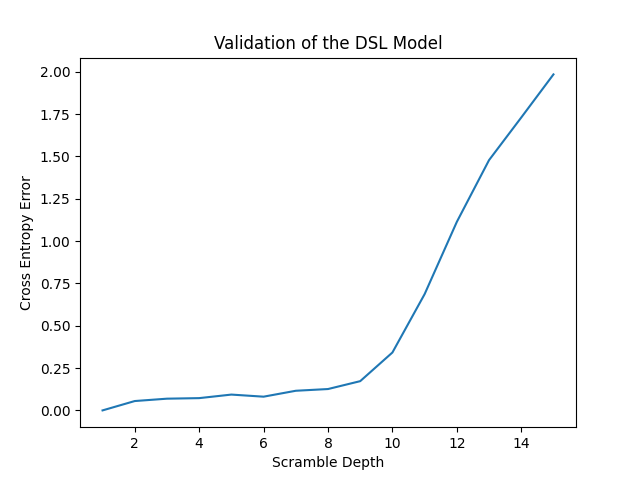 Validation of the DSL Model
2.00
1.75
1.50
1.25
1.00
0.75
0.50
0.25
0.00
Cross Entropy Error
2 4 6 8 10 12 14
Scramble Depth